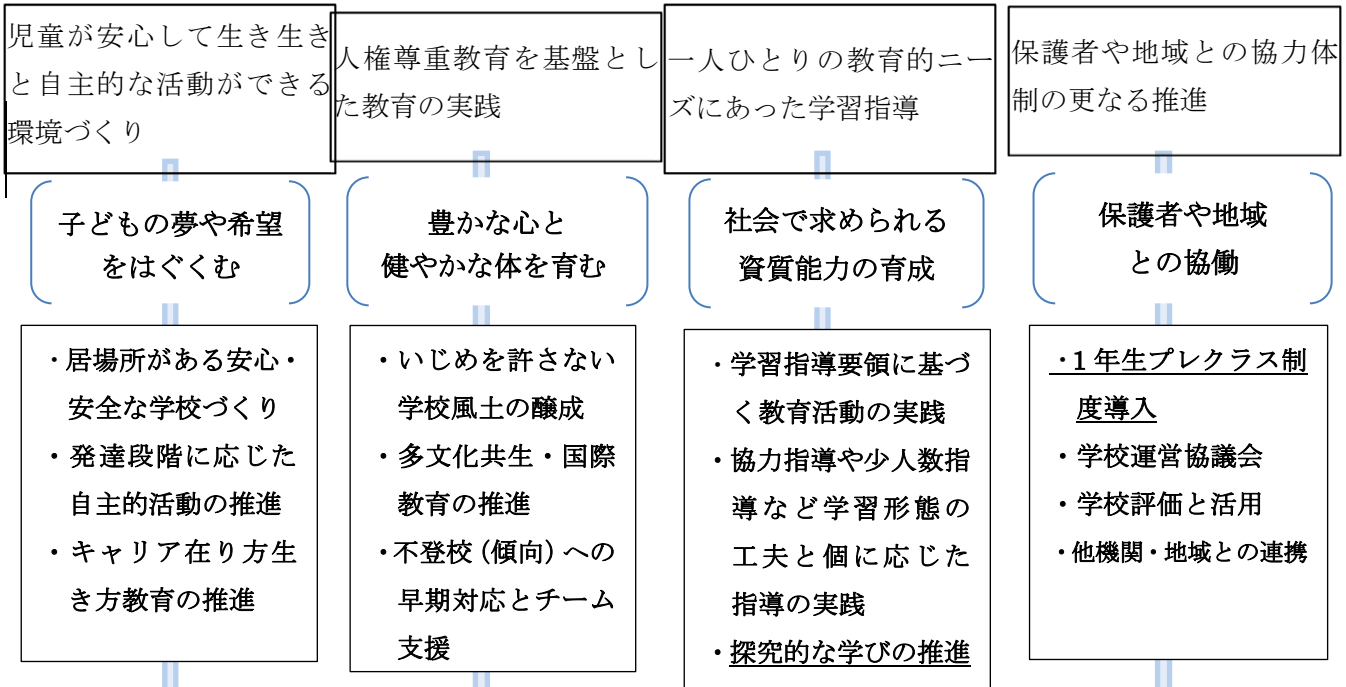 児童が安心して生き生き
と自主的な活動ができる
環境づくり
人権尊重教育を基盤とし
た教育の実践
一人ひとりの教育的ニー
ズにあった学習指導
保護者や地域との協力体
制の更なる推進
子どもの夢や希望
をはぐくむ
豊かな心と
健やかな体を育む
社会で求められる
資質能力の育成
保護者や地域
との協働
・居場所がある安心・
安全な学校づくり
・発達段階に応じた
自主的活動の推進
・キャリア在り方生
き方教育の推進
・いじめを許さない
学校風土の醸成
・多文化共生・国際
教育の推進
・不登校(傾向)への
早期対応とチーム
支援
・学習指導要領に基づ
く教育活動の実践
・協力指導や少人数指
導など学習形態の
工夫と個に応じた
指導の実践
・探究的な学びの推進
・1年生プレクラス制
度導入
・学校運営協議会
・学校評価と活用
・他機関・地域との連携